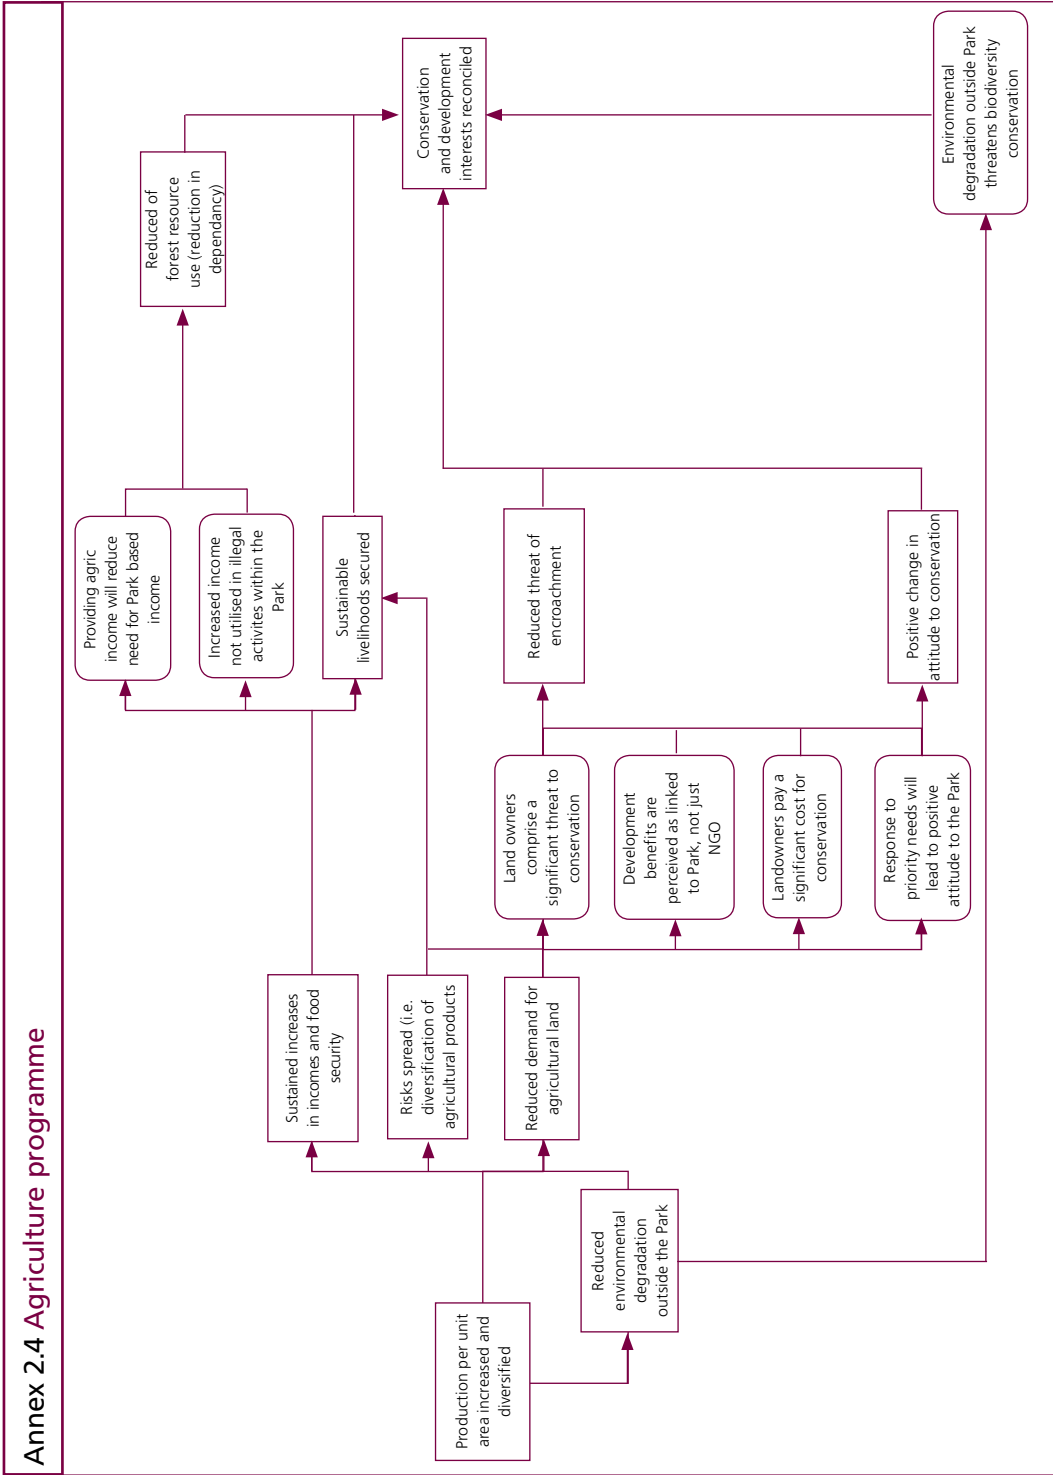 Annex 2.4 Agriculture programme
Production per unit
area increased and
diversified
Reduced
environmental
degradation
outside the Park
Sustained increases
in incomes and food
security
Risks spread (i.e.
diversification of
agricultural products
Reduced demand for
agricultural land
Providing agric
income will reduce
need for Park based
income
Increased income
not utilised in illegal
activites within the
Park
Sustainable
livelihoods secured
Land owners
comprise a
significant threat to
conservation
Development
benefits are
perceived as linked
to Park, not just
NGO
Landowners pay a
significant cost for
conservation
Response to
priority needs will
lead to positive
attitude to the Park
Reduced threat of
encroachment
Positive change in
attitude to conservation
Reduced of
forest resource
use (reduction in
dependancy)
Conservation
and development
interests reconciled
Environmental
degradation outside Park
threatens biodiversity
conservation